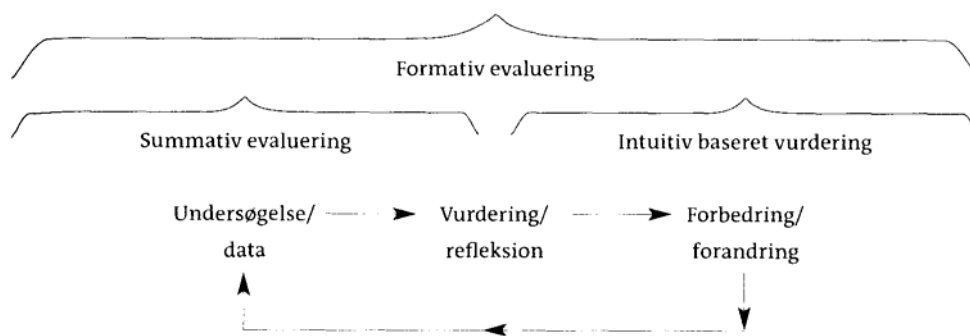 Formativ evaluering
Summativ evaluering
Intuitiv baseret vurdering
Undersøgelse/
data
Vurdering/
refleksion
Forbedring/
forandring